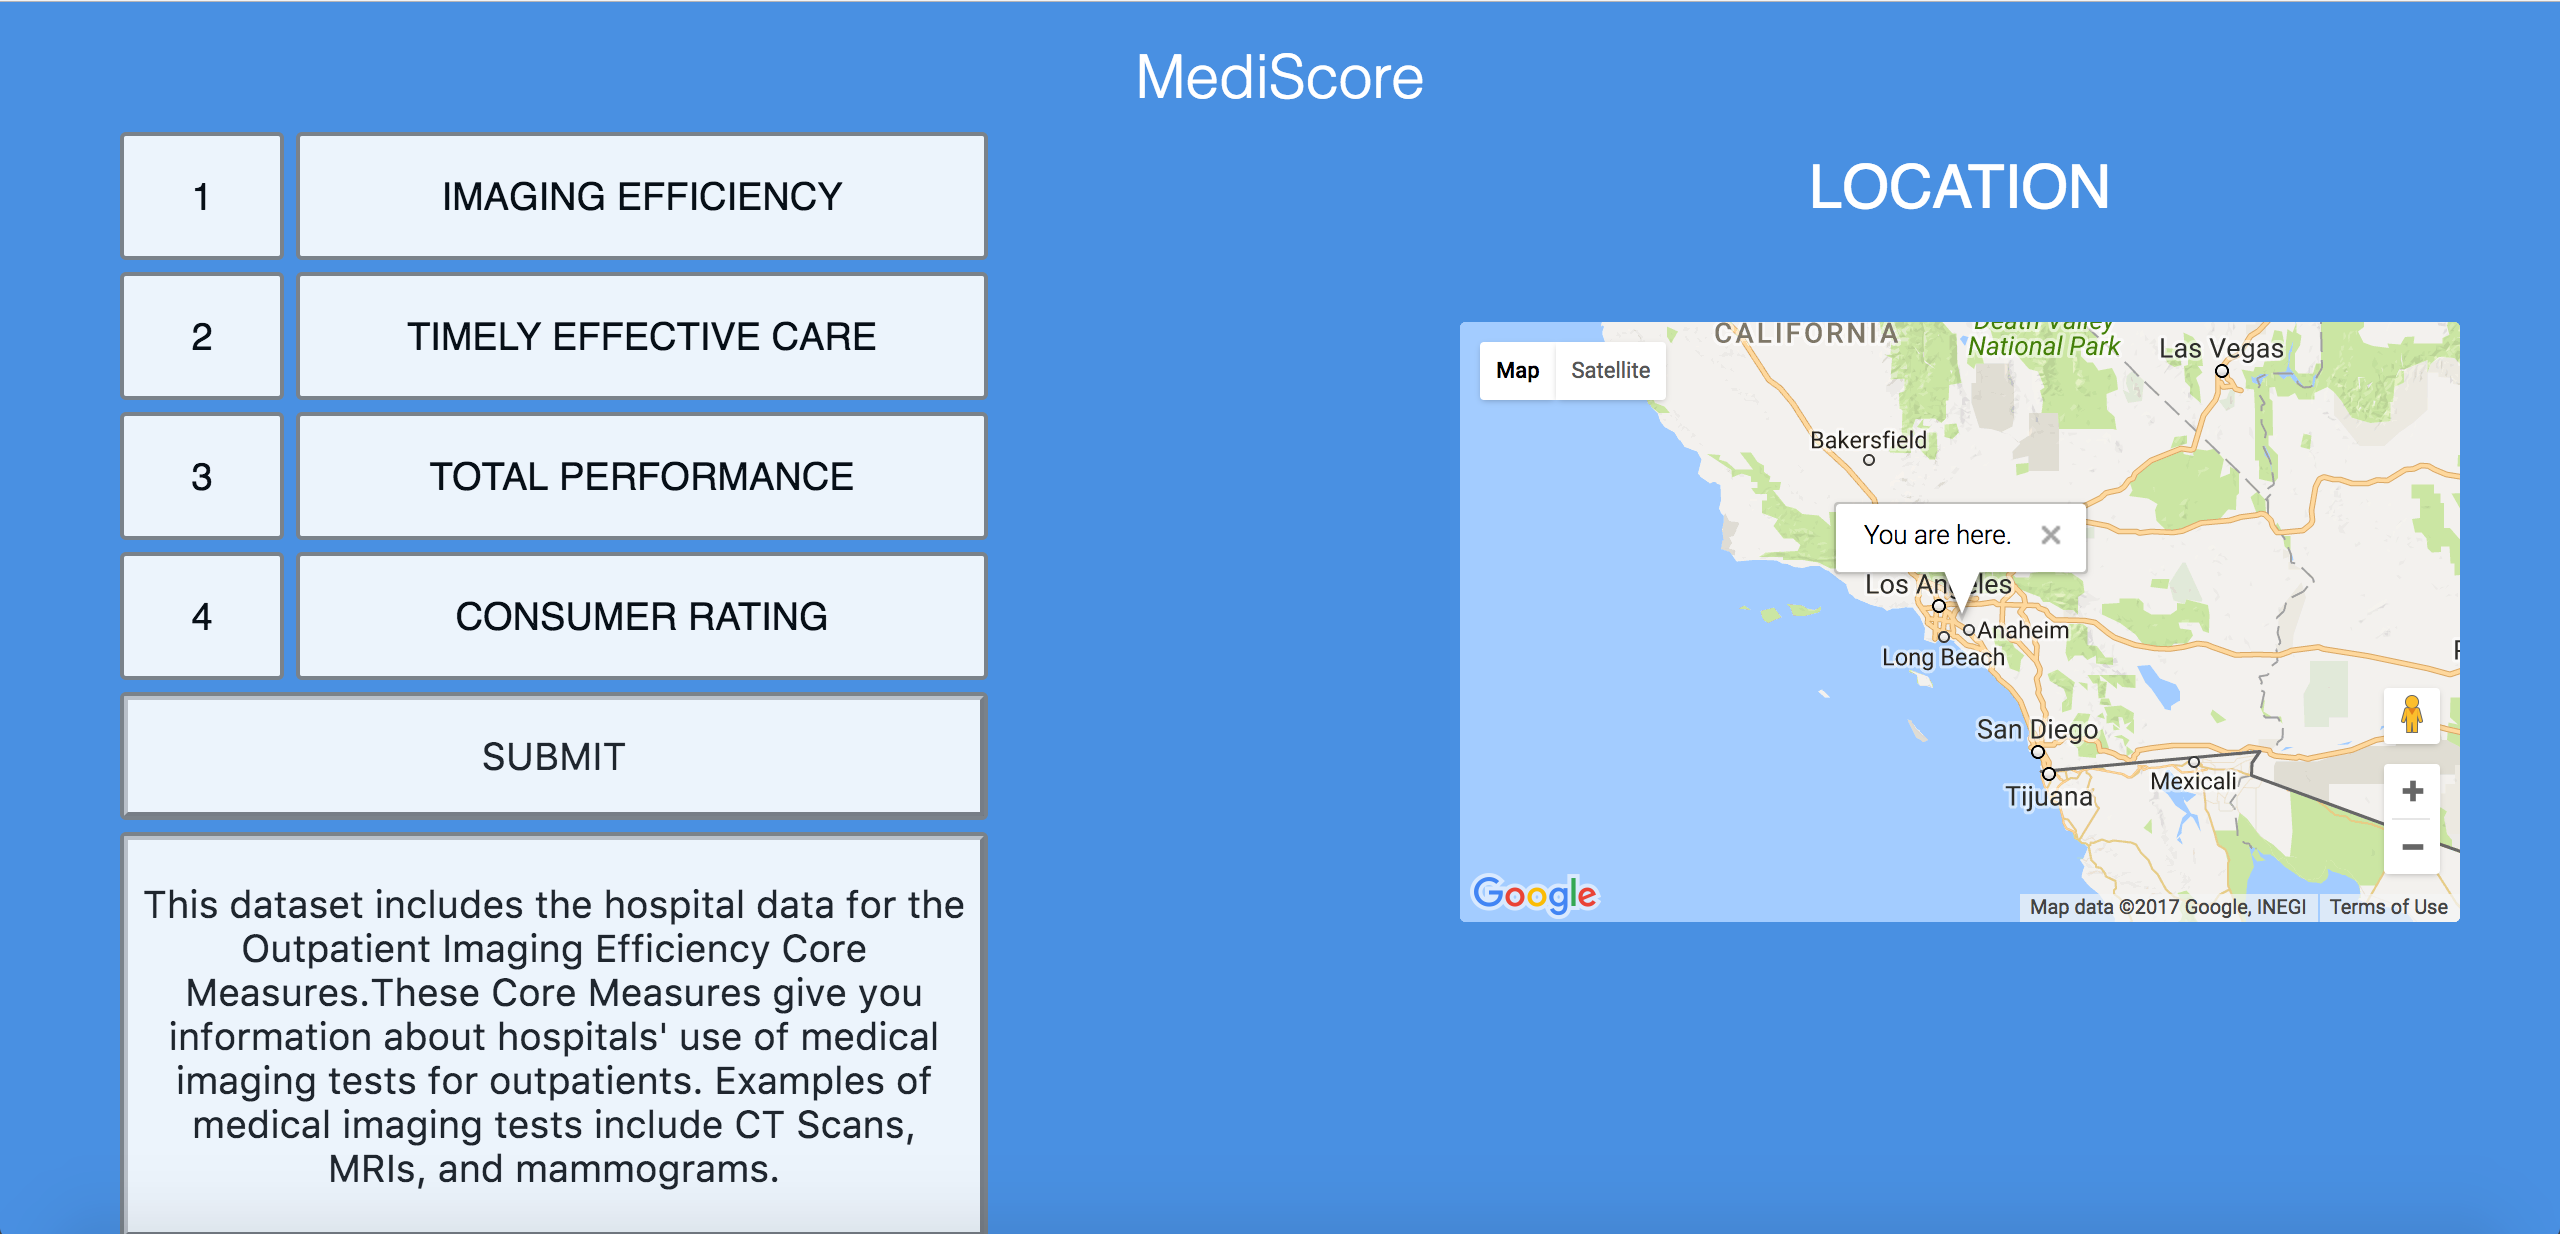 MediScore
1
IMAGING EFFICIENCY
2
TIMELY EFFECTIVE CARE
3
TOTAL PERFORMANCE
4
CONSUMER RATING
SUBMIT
This dataset includes the hospital data for the
Outpatient Imaging Efficiency Core
Measures.These Core Measures give you
information about hospitals' use of medical
imaging tests for outpatients. Examples of
medical imaging tests include CT Scans,
MRIs, and mammograms.
LOCATION
CALIFORNIA
Death Valley
National Park
Las Vegas
Map
Satellite
Bakersfield
You are here.
Los Angeles
Anaheim
Long Beach
San Diego
Tijuana
Mexicali
Google
Map data ©2017 Google, INEGI
Terms of Use